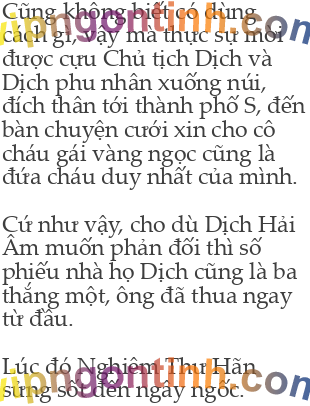 Cũng không biết có dùng
cách gì, vậy mà thực sự mời
được cựu Chủ tịch Dịch và
Dịch phu nhân xuống núi,
đích thân tới thành phố S, đến
bàn chuyện cưới xin cho cô
cháu gái vàng ngọc cũng là
đứa cháu duy nhất của mình.
Cứ như vậy, cho dù Dịch Hải
Âm muốn phản đối thì số
phiếu nhà họ Dịch cũng là ba
thắng một, ông đã thua ngay
từ đầu.
Lúc đó Nghiêm Thư Hãn
sửng sốt đến ngây ngốc.
vipngontinh.com
vipngontinh.com